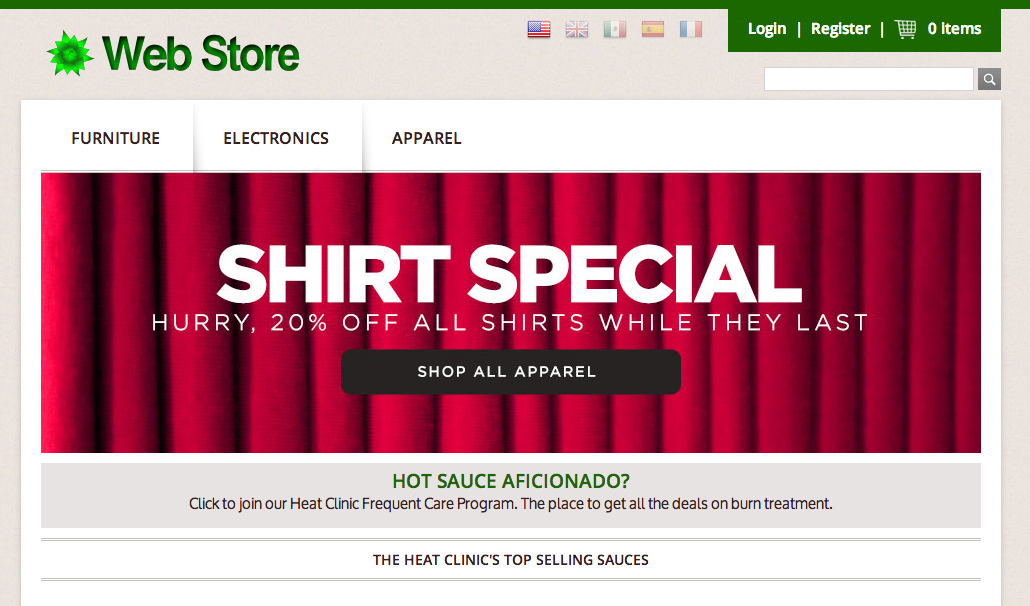 Web Store
Login | Register | 0 items
FURNITURE
ELECTRONICS
APPAREL
SHIRT SPECIAL
HURRY, 20% OFF ALL SHIRTS WHILE THEY LAST
SHOP ALL APPAREL
HOT SAUCE AFICIONADO?
Click to join our Heat Clinic Frequent Care Program. The place to get all the deals on burn treatment.
THE HEAT CLINIC'S TOP SELLING SAUCES